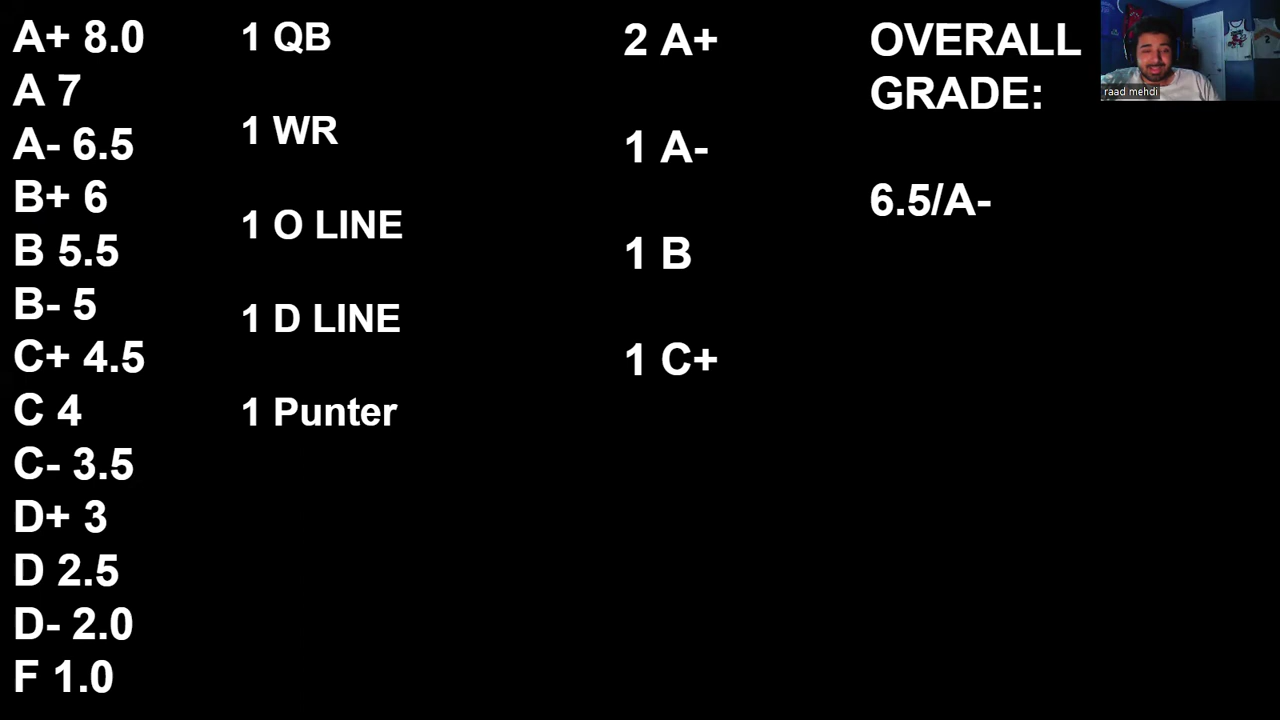 A+ 8.0
A 7
A- 6.5
B+ 6
B 5.5
B- 5
C+ 4.5
C 4
C- 3.5
D+ 3
D 2.5
D- 2.0
F 1.0
1 QB
1 WR
1 O LINE
1 D LINE
1 Punter
2 A+
1 A-
1 B
1 C+
OVERALL
GRADE:
6.5/A-
raad mehdi